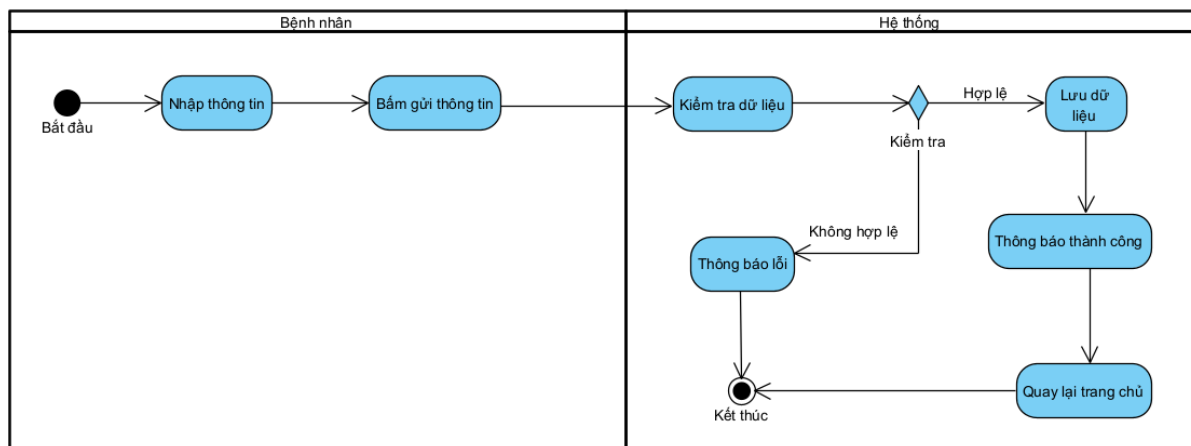 Bệnh nhân
Hệ thống
Bắt đầu
Nhập thông tin
Bấm gửi thông tin
Kiểm tra dữ liệu
Kiểm tra
Hợp lệ
Lưu dữ
liệu
Không hợp lệ
Thông báo lỗi
Thông báo thành công
Quay lại trang chủ
Kết thúc